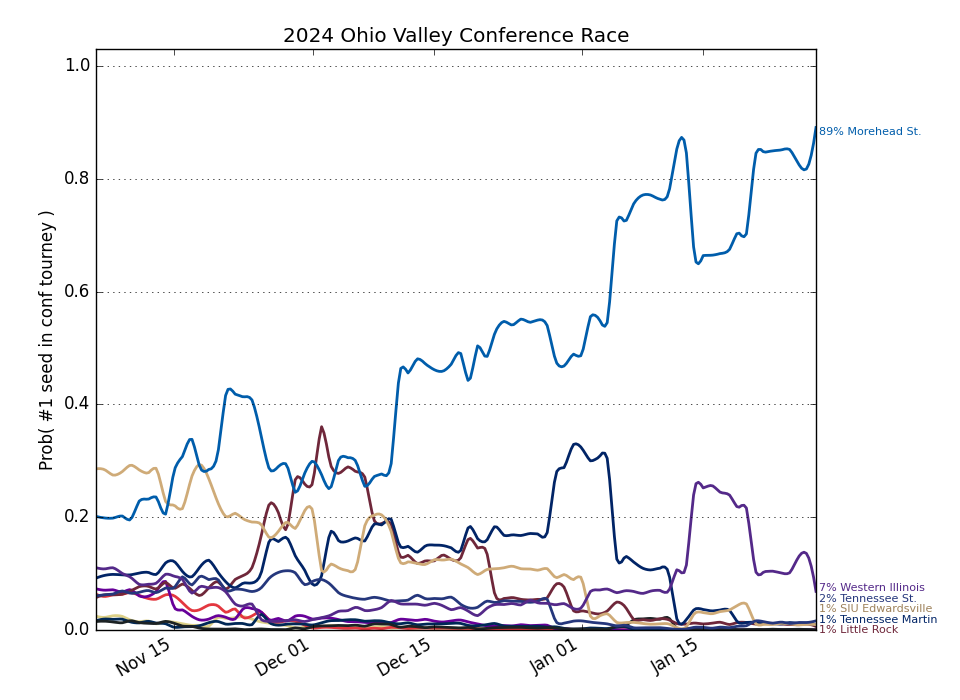 2024 Ohio Valley Conference Race
Prob( #1 seed in conf tourney )
1.0
0.8
0.6
0.4
0.2
0.0
Nov 15
Dec 01
Dec 15
Jan 01
Jan 15
89% Morehead St.
7% Western Illinois
2% Tennessee St.
1% SIU Edwardsville
1% Tennessee Martin
1% Little Rock